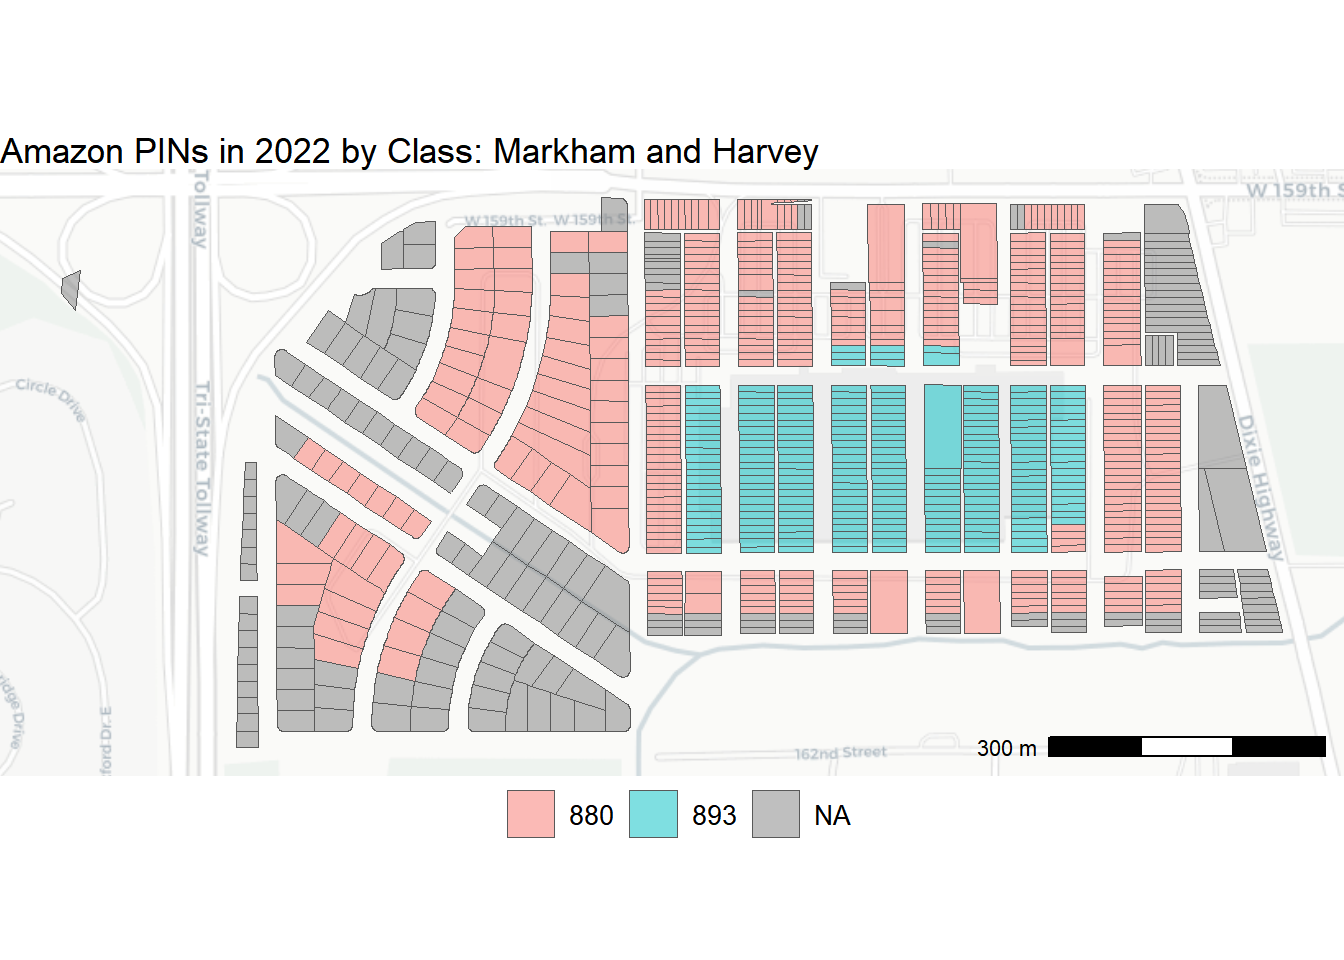 Amazon PINs in 2022 by Class: Markham and Harvey
Tollway
W 159th S
W 159th St.
W 159th St.
Circle Drive
Tri-State Tollway
Dixie Highway
ridge Drive
ford Dr. E
162nd Street
300 m
880
893
NA